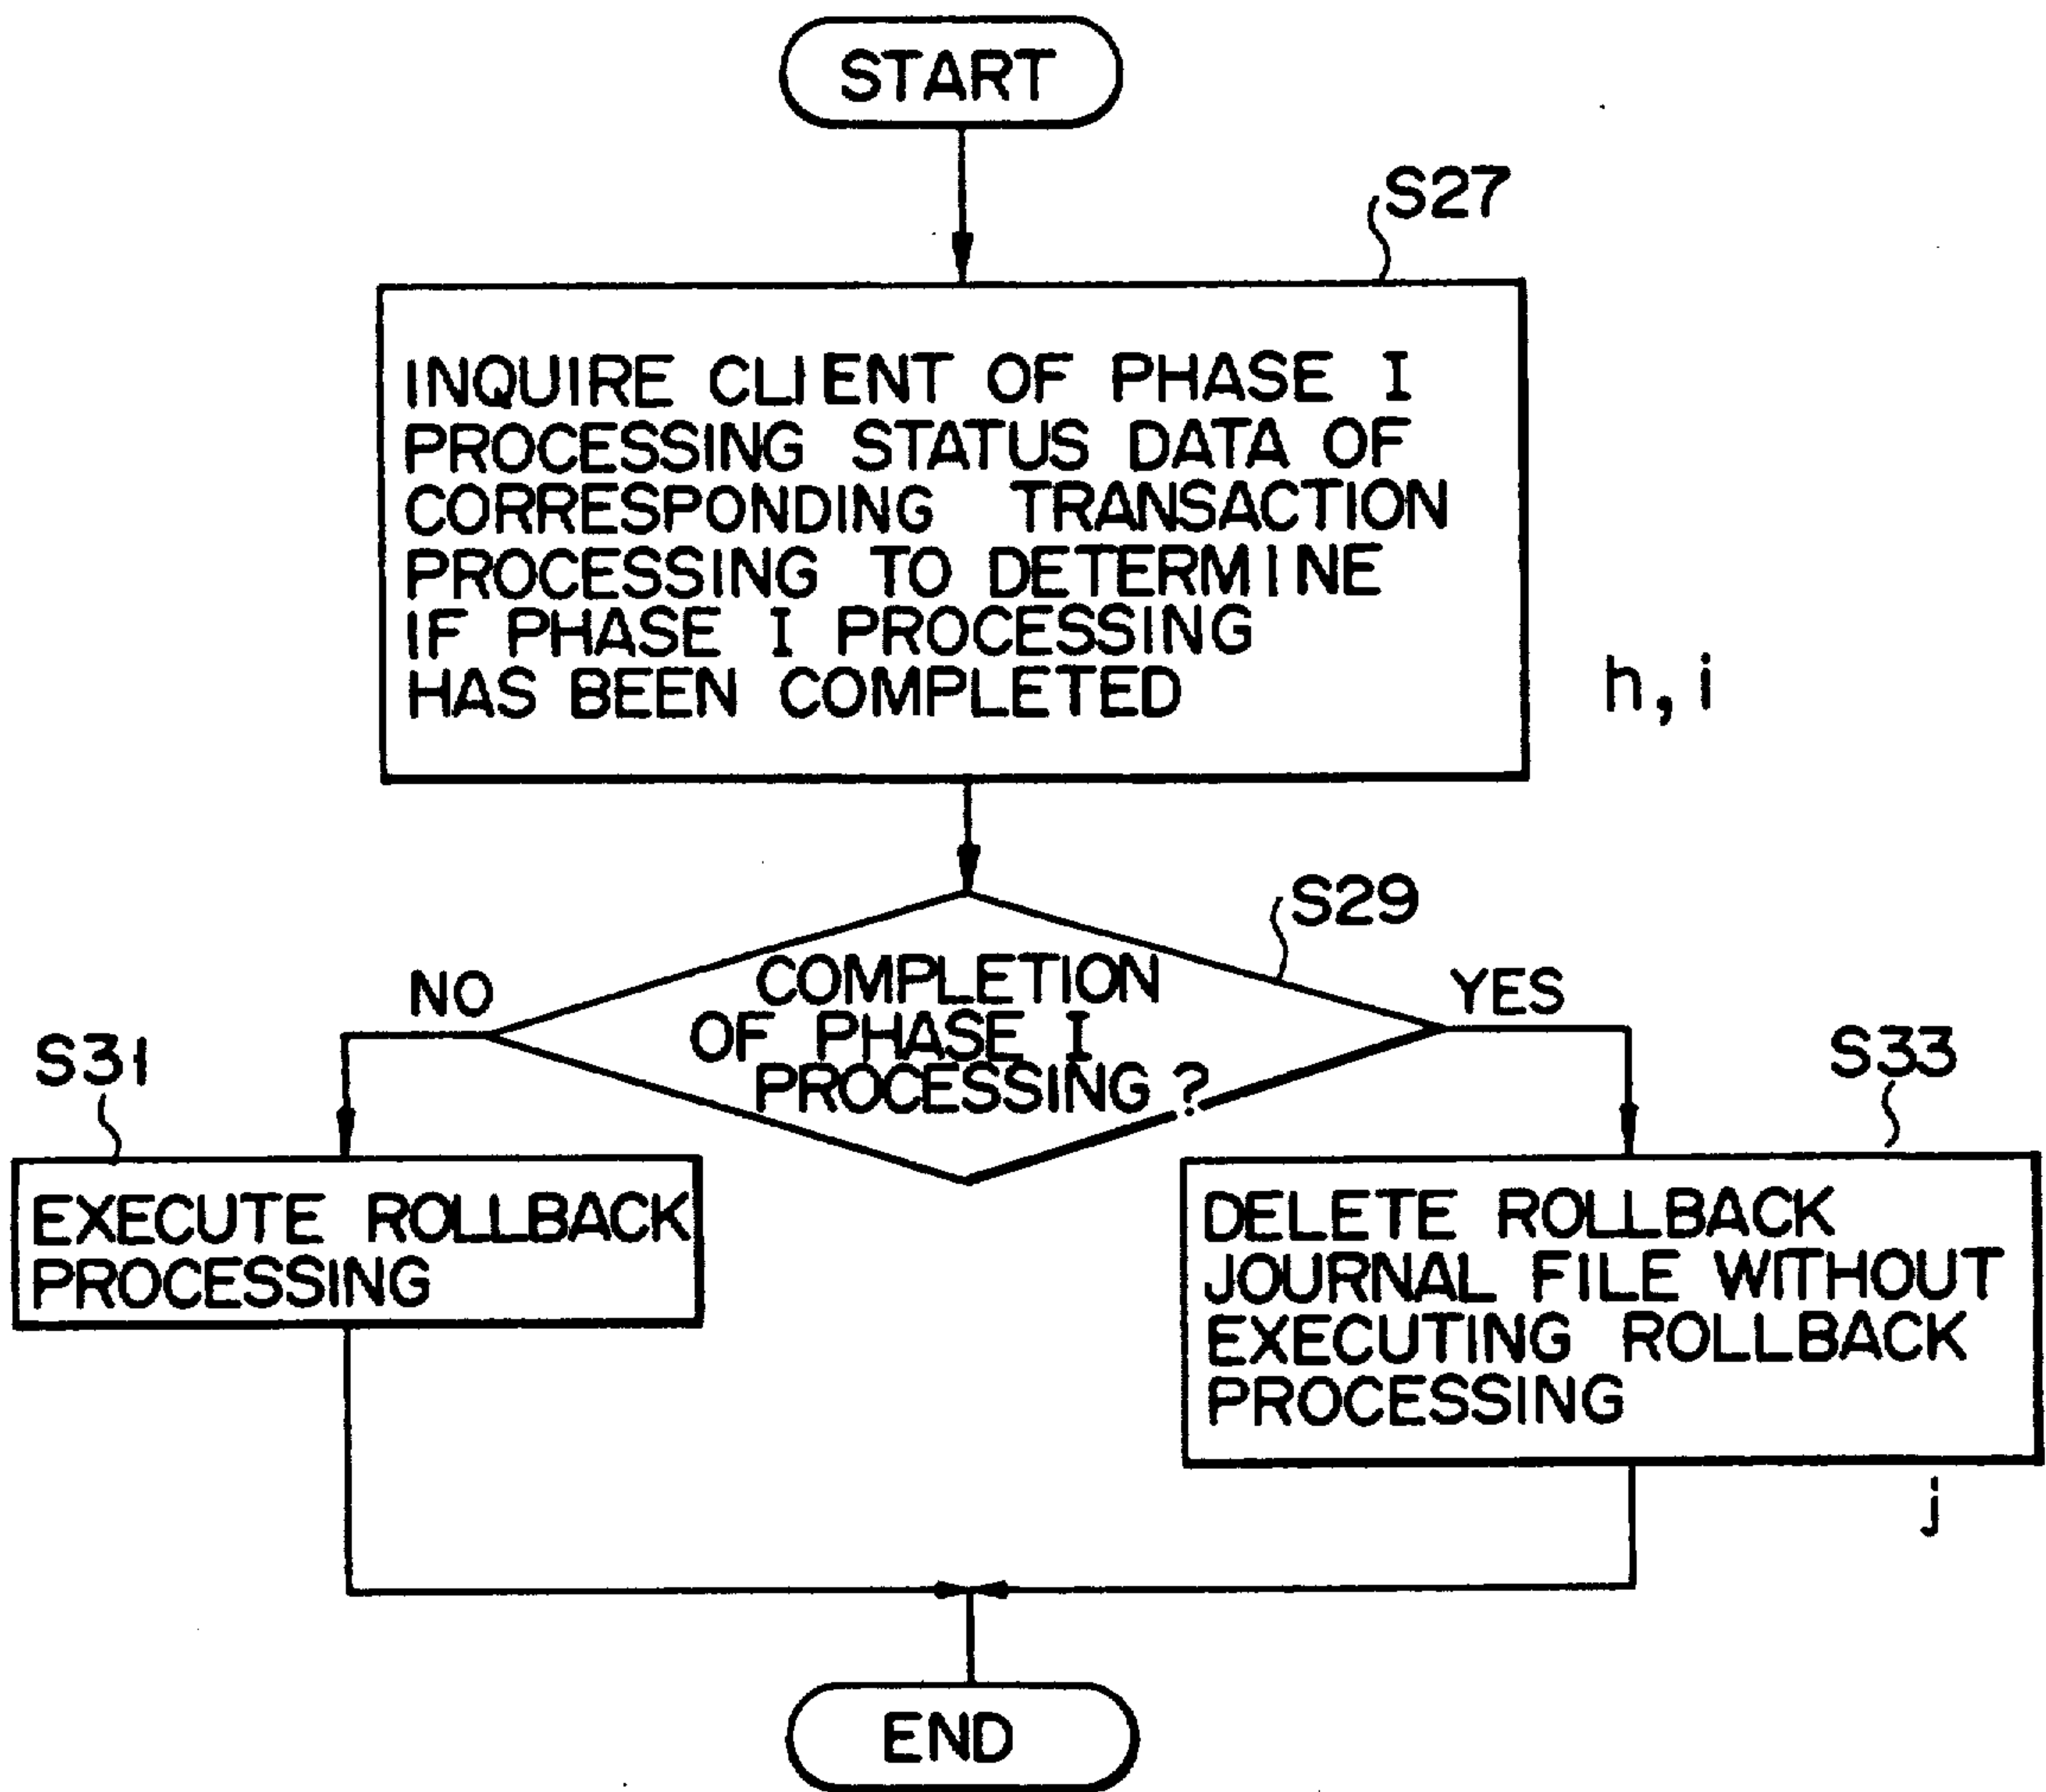 START
S27
INQUIRE CLIENT OF PHASE I
PROCESSING STATUS DATA OF
CORRESPONDING TRANSACTION
PROCESSING TO DETERMINE
IF PHASE I PROCESSING
HAS BEEN COMPLETED
h, i
S29
COMPLETION
OF PHASE I
PROCESSING ?
NO
YES
S31
EXECUTE ROLLBACK
PROCESSING
S33
DELETE ROLLBACK
JOURNAL FILE WITHOUT
EXECUTING ROLLBACK
PROCESSING
j
END